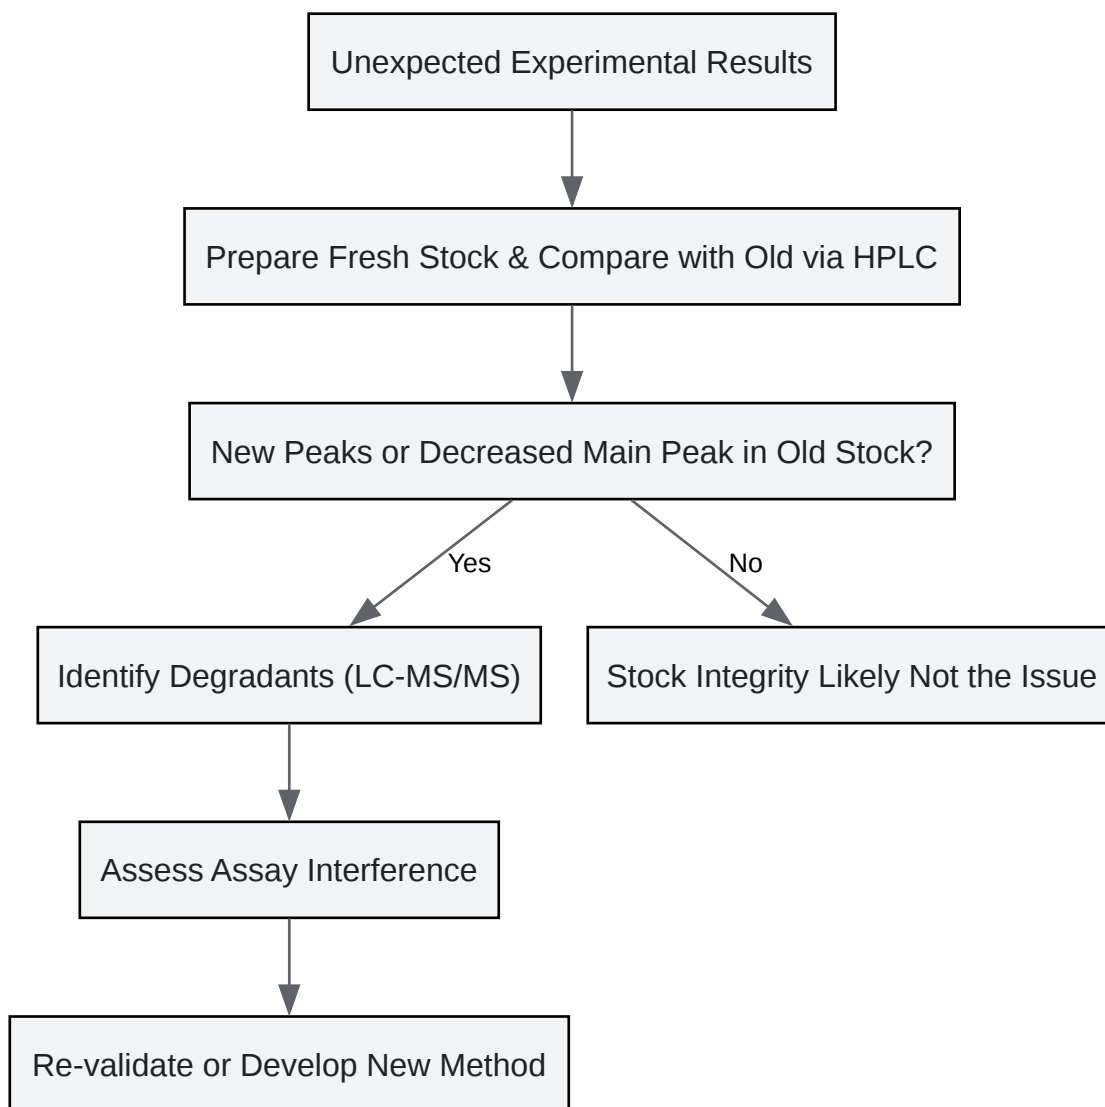 Unexpected Experimental Results
Prepare Fresh Stock & Compare with Old via HPLC
New Peaks or Decreased Main Peak in Old Stock?
Yes
No
Identify Degradants (LC-MS/MS)
Stock Integrity Likely Not the Issue
Assess Assay Interference
Re-validate or Develop New Method